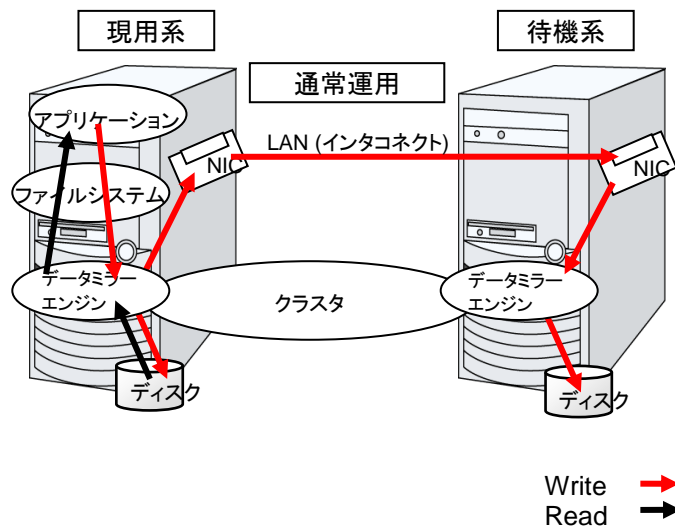 現用系
待機系
通常運用
アプリケーション
LAN (インタコネクト)
NIC
NIC
ファイルシステム
データミラー
エンジン
クラスタ
データミラー
エンジン
ディスク
ディスク
Write
Read